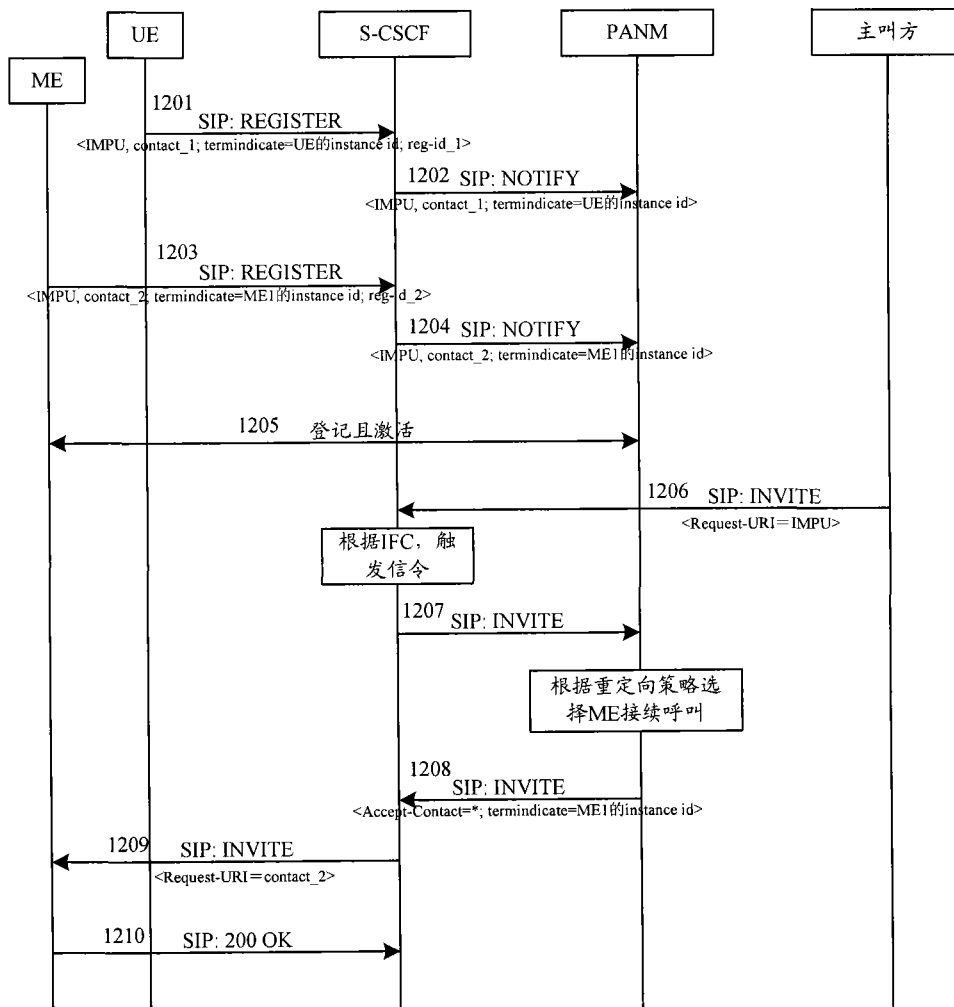 UE
S-CSCF
PANM
主叫方
ME
1201
SIP: REGISTER
<IMPU, contact_1; termindicate=UE的instance id; reg-id_1>
1202
SIP: NOTIFY
<IMPU, contact_1; termindicate=UE的instance id>
1203
SIP: REGISTER
<IMPU, contact_2; termindicate=ME1的instance id; reg-id_2>
1204
SIP: NOTIFY
<IMPU, contact_2; termindicate=ME1的instance id>
1205
登记且激活
1206
SIP: INVITE
<Request-URI=IMPU>
根据IFC，触
发信令
1207
SIP: INVITE
根据重定向策略选
择ME接续呼叫
1208
SIP: INVITE
<Accept-Contact=*; termindicate=ME1的instance id>
1209
SIP: INVITE
<Request-URI=contact_2>
1210
SIP: 200 OK